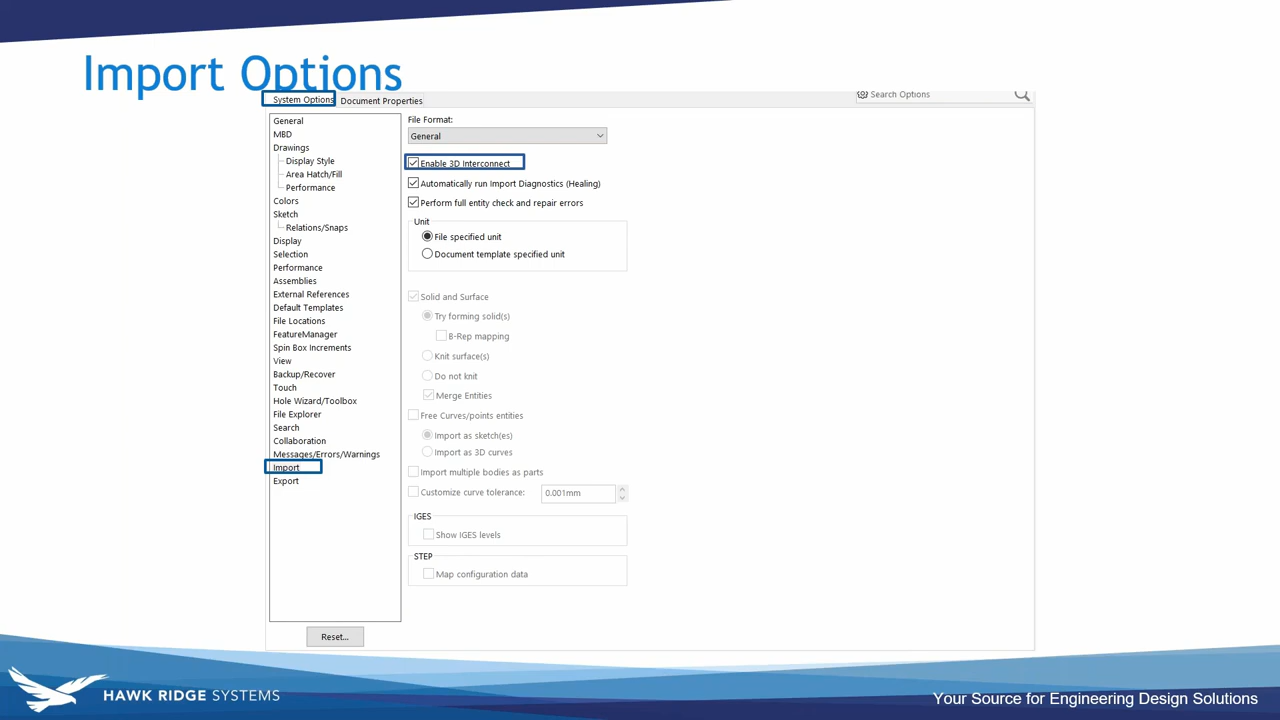 Import Options
System Options
Document Properties
Search Options
General
MBD
Drawings
Display Style
Area Hatch/Fill
Performance
Colors
Sketch
Relations/Snaps
Display
Selection
Performance
Assemblies
External References
Default Templates
File Locations
FeatureManager
Spin Box Increments
View
Backup/Recover
Touch
Hole Wizard/Toolbox
File Explorer
Search
Collaboration
Messages/Errors/Warnings
Import
Export
Reset...
File Format:
General
Enable 3D Interconnect
Automatically run Import Diagnostics (Healing)
Perform full entity check and repair errors
Unit
File specified unit
Document template specified unit
Solid and Surface
Try forming solid(s)
B-Rep mapping
Knit surface(s)
Do not knit
Merge Entities
Free Curves/points entities
Import as sketch(es)
Import as 3D curves
Import multiple bodies as parts
Customize curve tolerance:
0.001mm
IGES
Show IGES levels
STEP
Map configuration data
HAWK RIDGE SYSTEMS
Your Source for Engineering Design Solutions